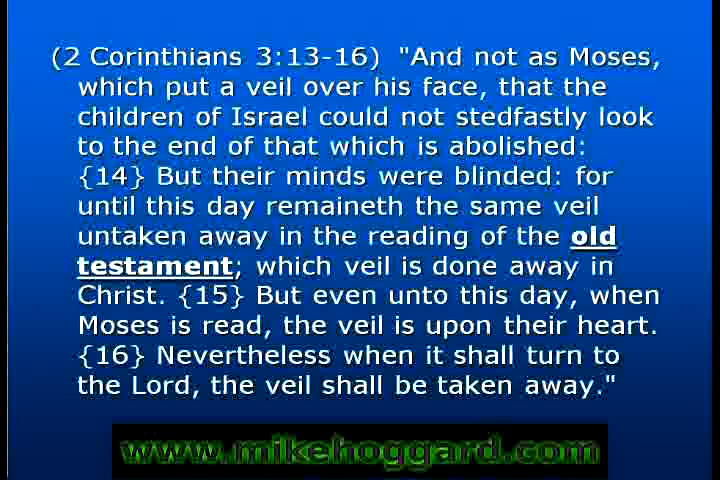 (2 Corinthians 3:13-16) "And not as Moses,
which put a veil over his face, that the
children of Israel could not stedfastly look
to the end of that which is abolished:
{14} But their minds were blinded: for
until this day remaineth the same veil
untaken away in the reading of the old
testament; which veil is done away in
Christ. {15} But even unto this day, when
Moses is read, the veil is upon their heart.
{16} Nevertheless when it shall turn to
the Lord, the veil shall be taken away."
www.mikehoggard.com